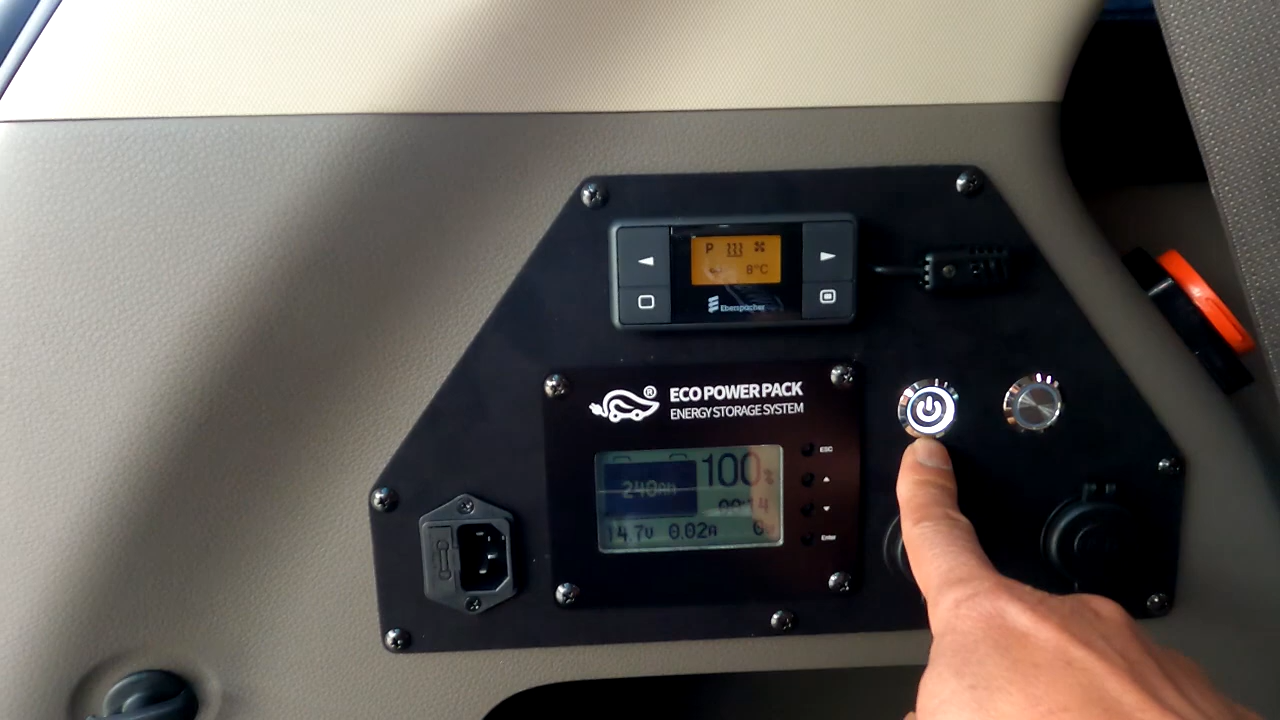 P
8°C
Eberspächer
®
ECO POWER PACK
ENERGY STORAGE SYSTEM
ESC
240AH
100%
14.7V 0.02A
Enter